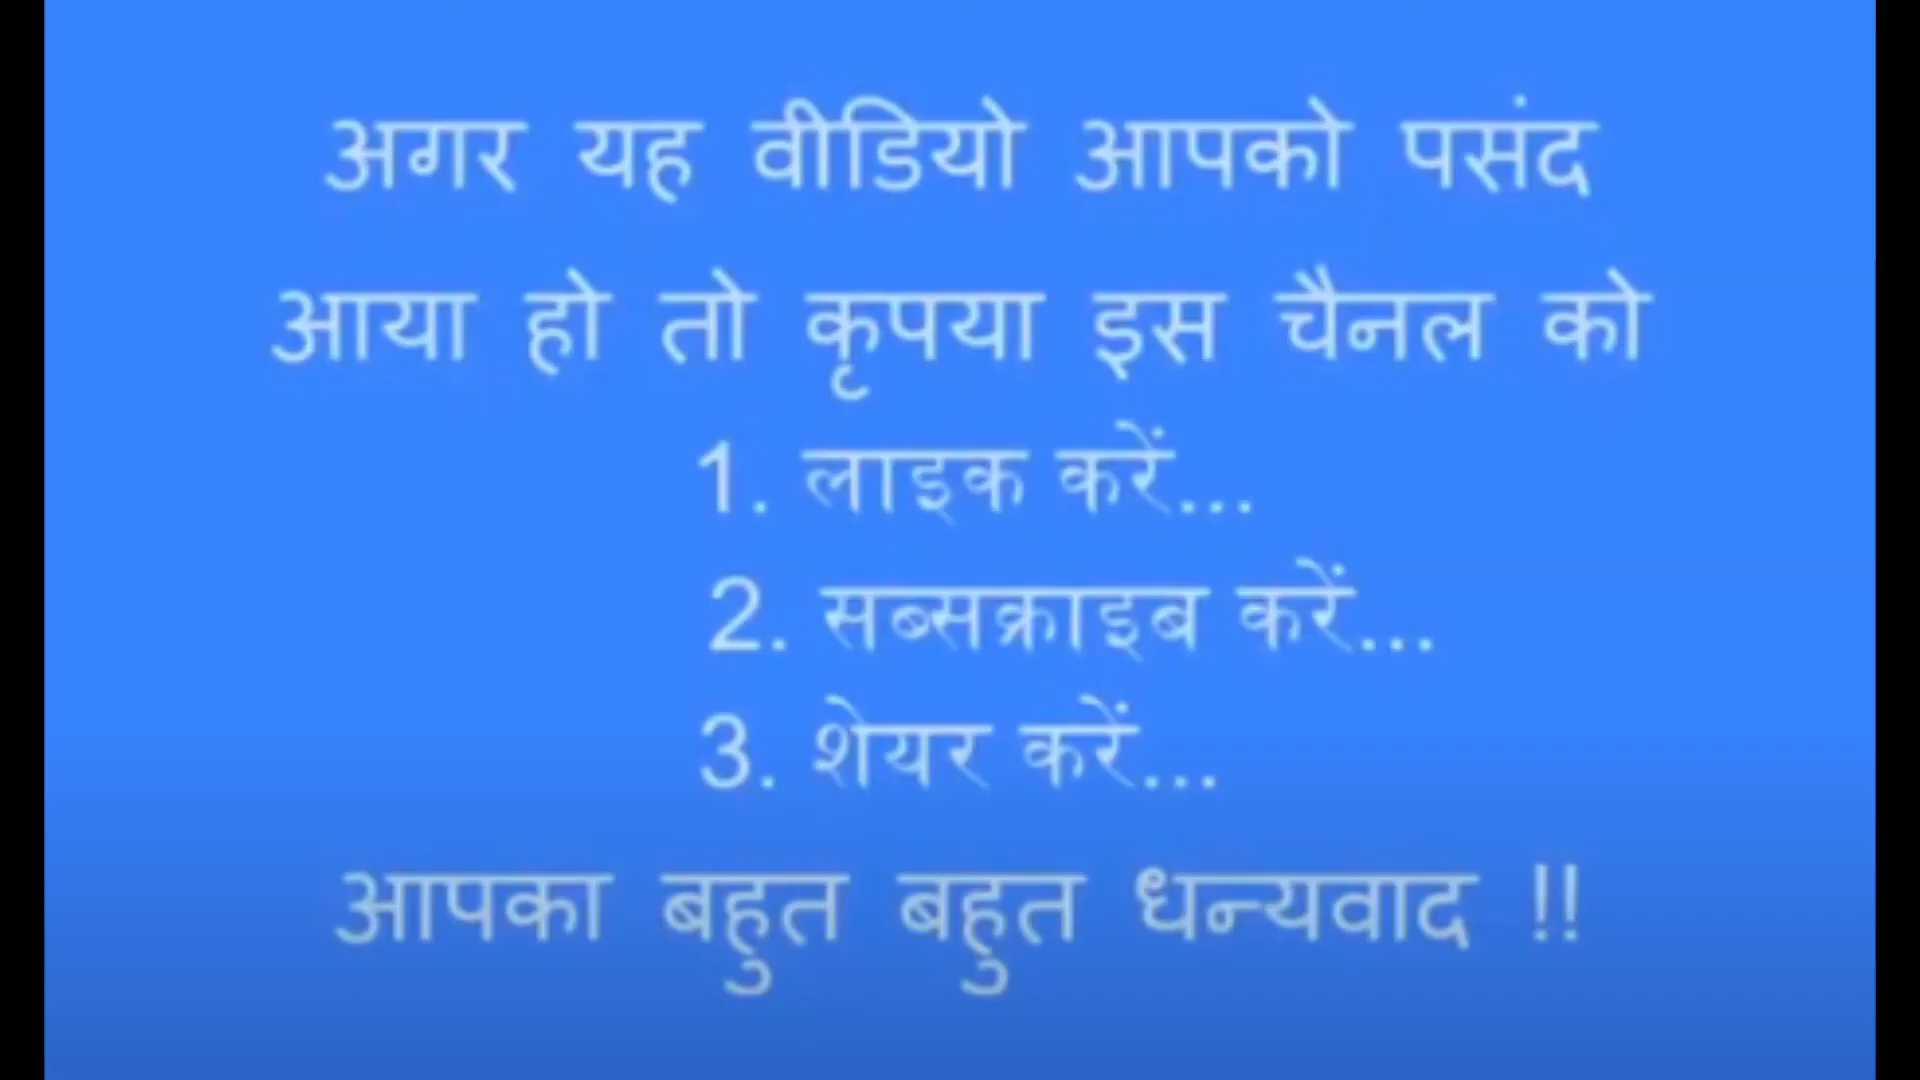 अगर यह वीडियो आपको पसंद
आया हो तो कृपया इस चैनल को
1. लाइक करें...
2. सब्सक्राइब करें...
3. शेयर करें...
आपका बहुत बहुत धन्यवाद !!